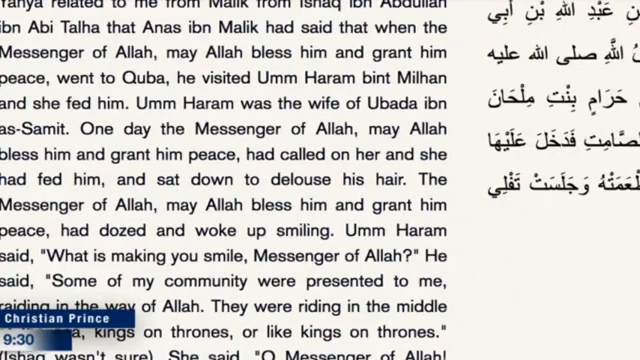 Yahya related to me from Malik from Ishaq ibn Abdullah
ibn Abi Talha that Anas ibn Malik had said that when the
Messenger of Allah, may Allah bless him and grant him
peace, went to Quba, he visited Umm Haram bint Milhan
and she fed him. Umm Haram was the wife of Ubada ibn
as-Samit. One day the Messenger of Allah, may Allah
bless him and grant him peace, had called on her and she
had fed him, and sat down to delouse his hair. The
Messenger of Allah, may Allah bless him and grant him
peace, had dozed and woke up smiling. Umm Haram
said, "What is making you smile, Messenger of Allah?" He
said, "Some of my community were presented to me,
raiding in the way of Allah. They were riding in the middle
kings on thrones, or like kings on thrones."
(Ishaq wasn't sure). She said, "O Messenger of Allah!
عَبْدِ اللَّهِ بْنِ أَبِي
اللَّهِ صلى الله عليه
حَرَامٍ بِنْتِ مِلْحَانَ
فَدَخَلَ عَلَيْهَا
وَجَلَسَتْ تَفْلِي
Christian Prince
9:30